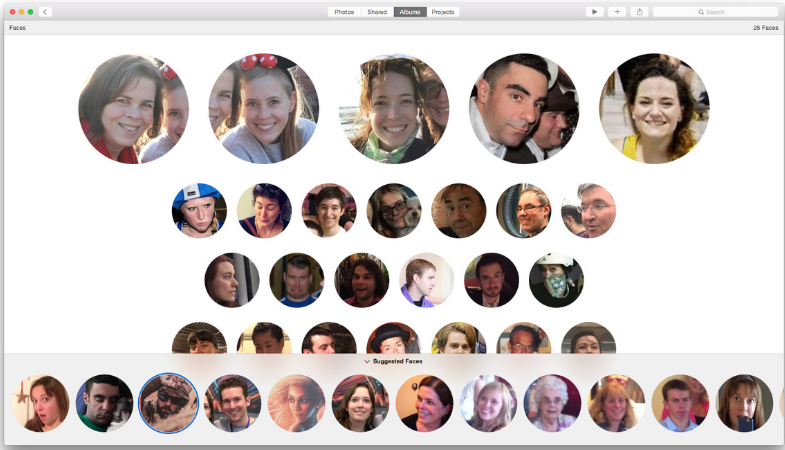 Photos Shared Albums Projects
Search
Faces
25 Faces
Suggested Faces